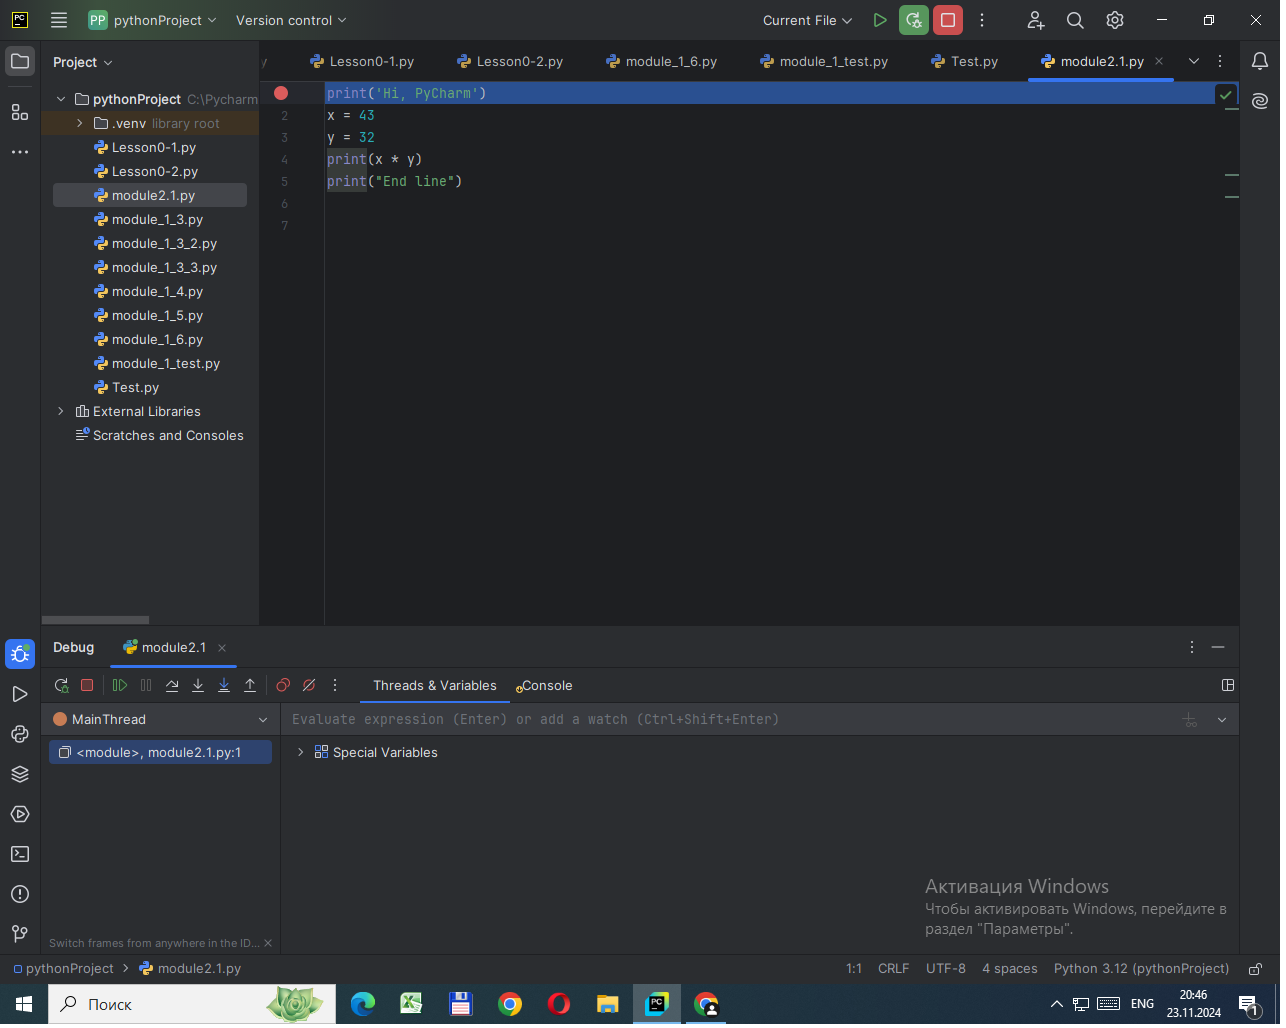 PC
PP pythonProject Version control Current File
Project
y Lesson0-1.py Lesson0-2.py module_1_6.py module_1_test.py Test.py module2.1.py
pythonProject C:\Pycharm
.venv library root
Lesson0-1.py
Lesson0-2.py
module2.1.py
module_1_3.py
module_1_3_2.py
module_1_3_3.py
module_1_4.py
module_1_5.py
module_1_6.py
module_1_test.py
Test.py
External Libraries
Scratches and Consoles
print('Hi, PyCharm')
2 x = 43
3 y = 32
4 print(x * y)
5 print("End line")
6
7
Debug module2.1
Threads & Variables Console
MainThread
Evaluate expression (Enter) or add a watch (Ctrl+Shift+Enter)
<module>, module2.1.py:1
Special Variables
Активация Windows
Чтобы активировать Windows, перейдите в
раздел "Параметры".
Switch frames from anywhere in the ID...
pythonProject module2.1.py 1:1 CRLF UTF-8 4 spaces Python 3.12 (pythonProject)
Поиск
PC
ENG
20:46
23.11.2024
1